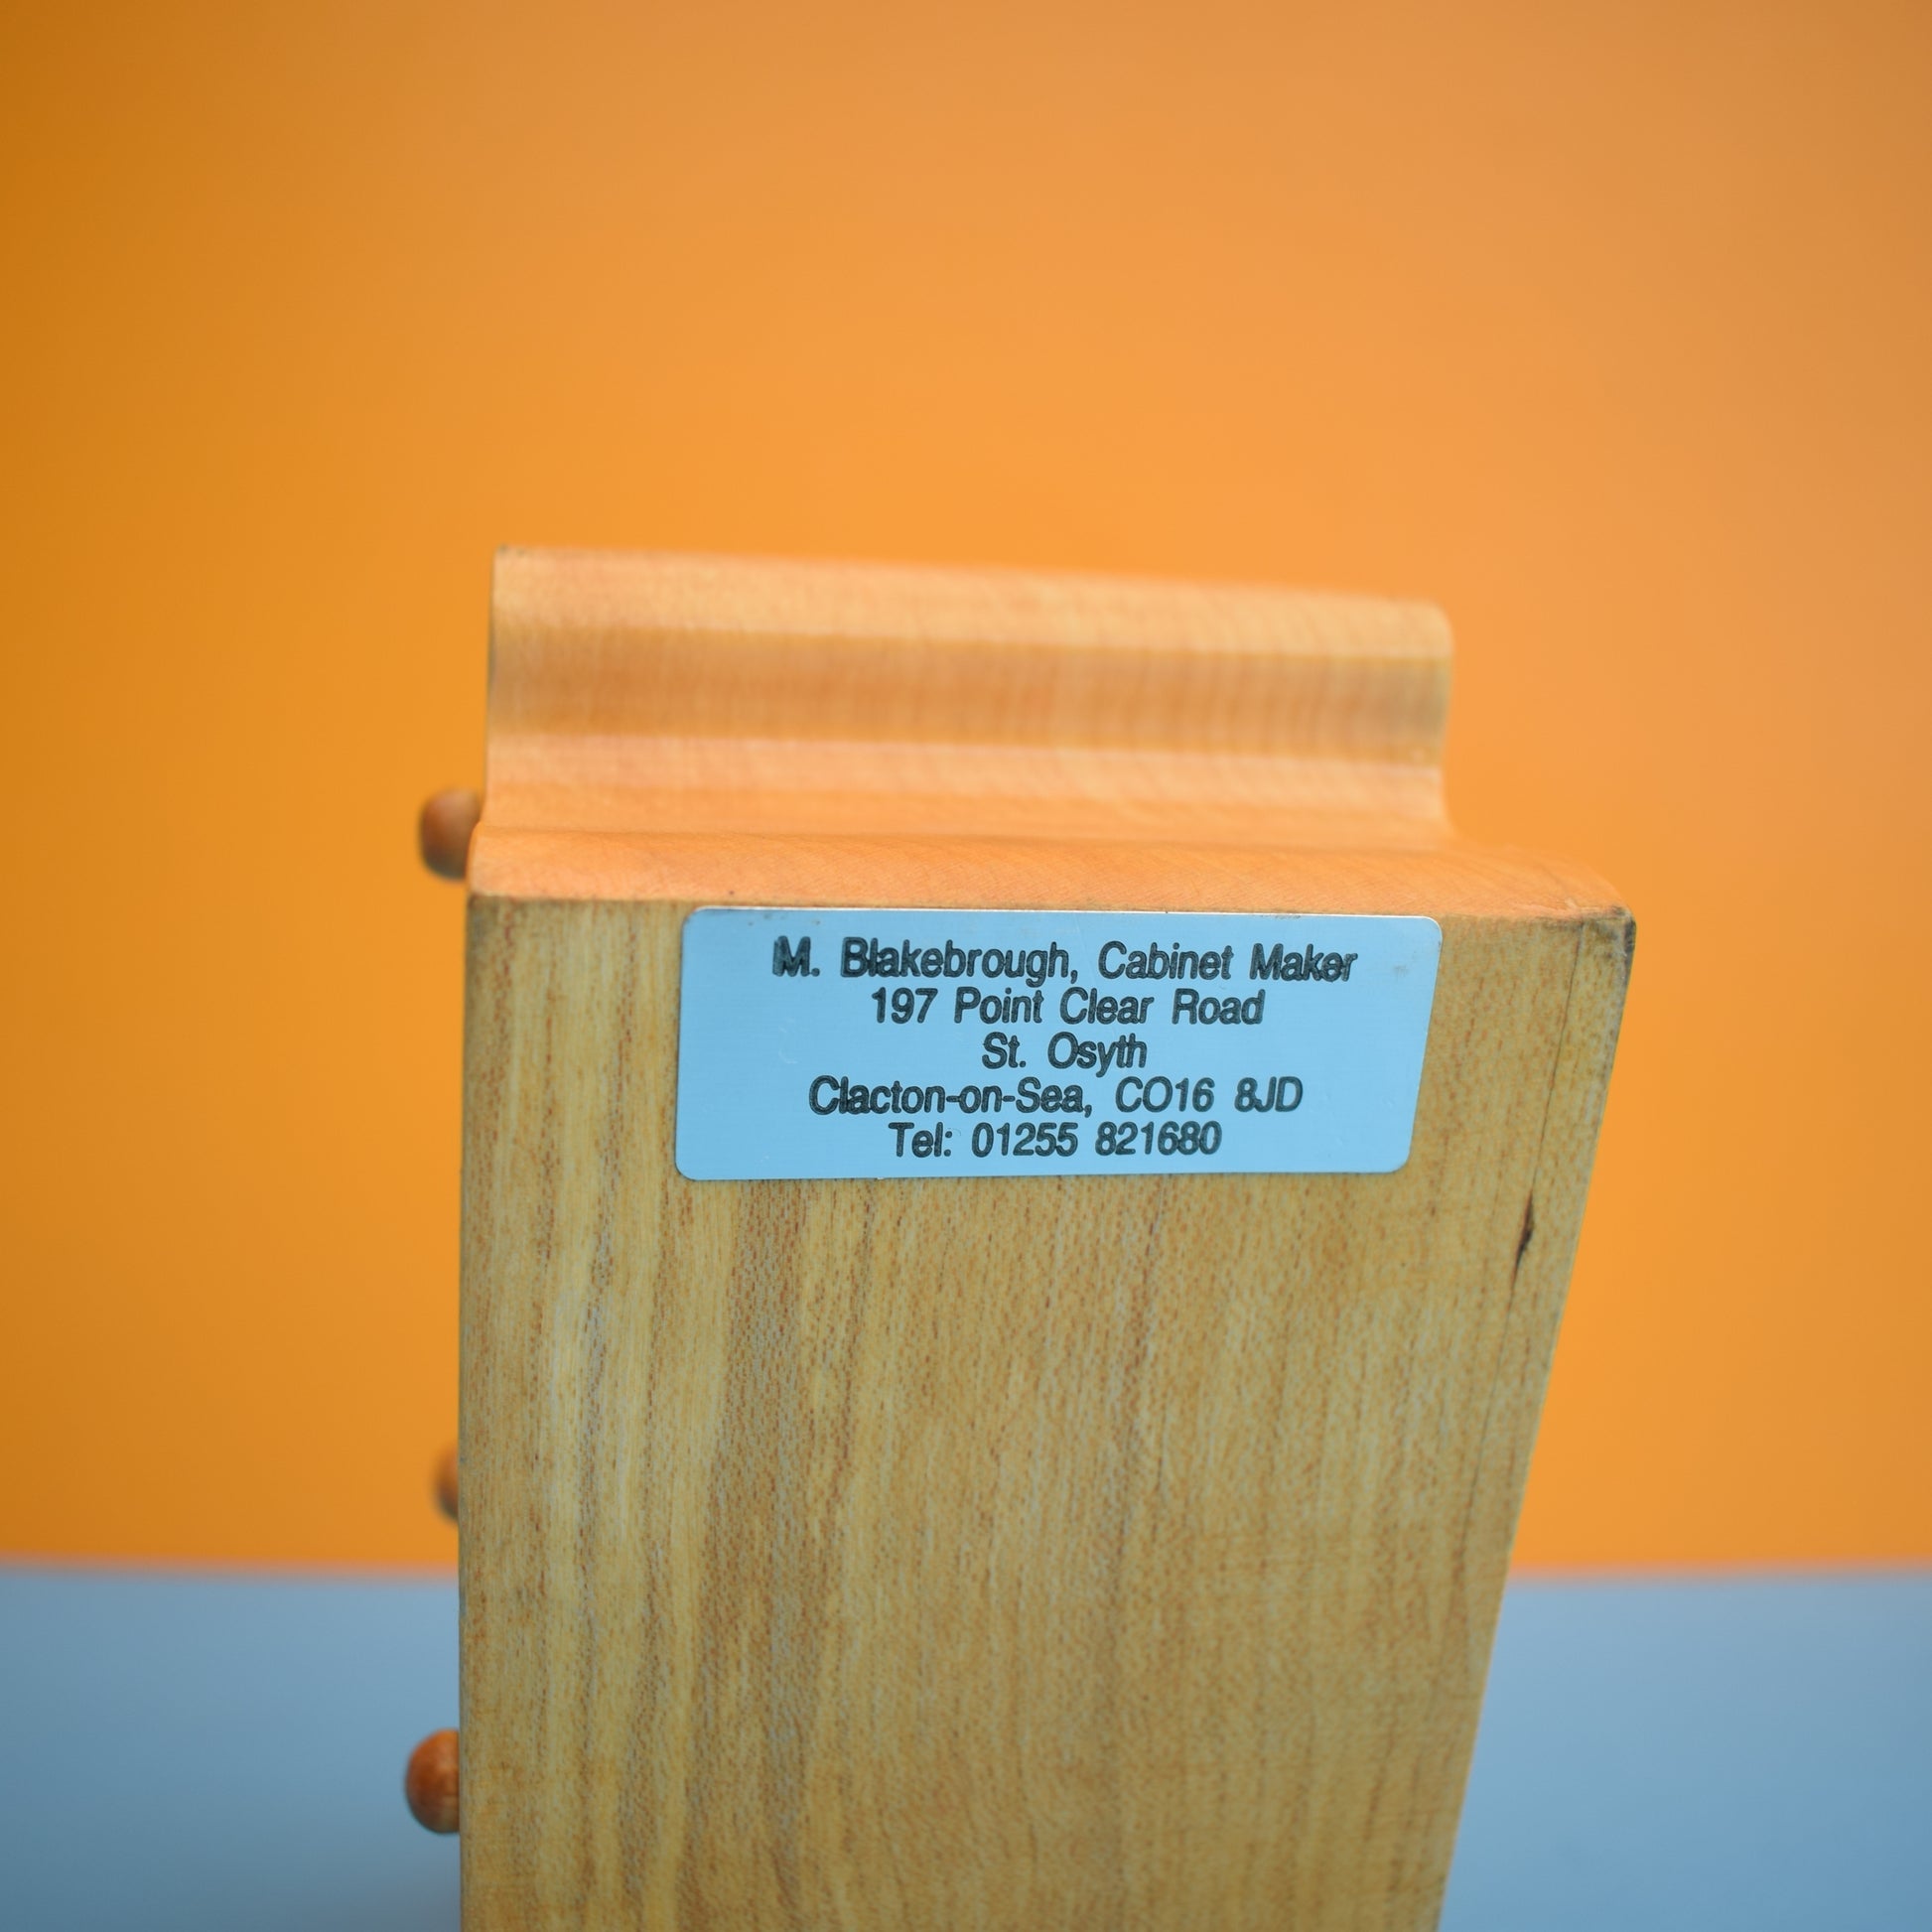 M. Blakebrough, Cabinet Maker
197 Point Clear Road
St. Osyth
Clacton-on-Sea, CO16 8JD
Tel: 01255 821680